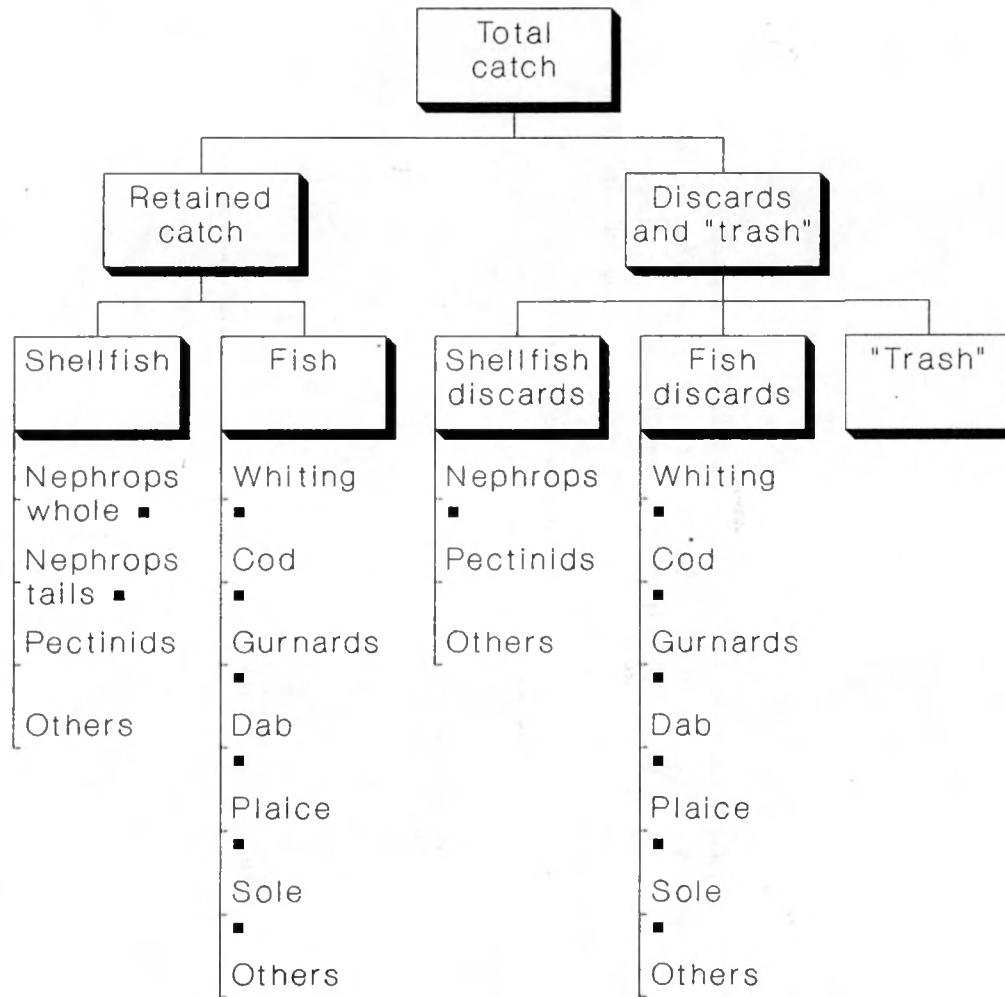 Total
catch
Retained
catch
Discards
and "trash"
Shellfish
Fish
Shellfish
discards
Fish
discards
"Trash"
Nephrops
whole ■
Nephrops
tails ■
Pectinids
Others
Whiting
■
Cod
■
Gurnards
■
Dab
■
Plaice
■
Sole
■
Others
Nephrops
■
Pectinids
Others
Whiting
■
Cod
■
Gurnards
■
Dab
■
Plaice
■
Sole
■
Others